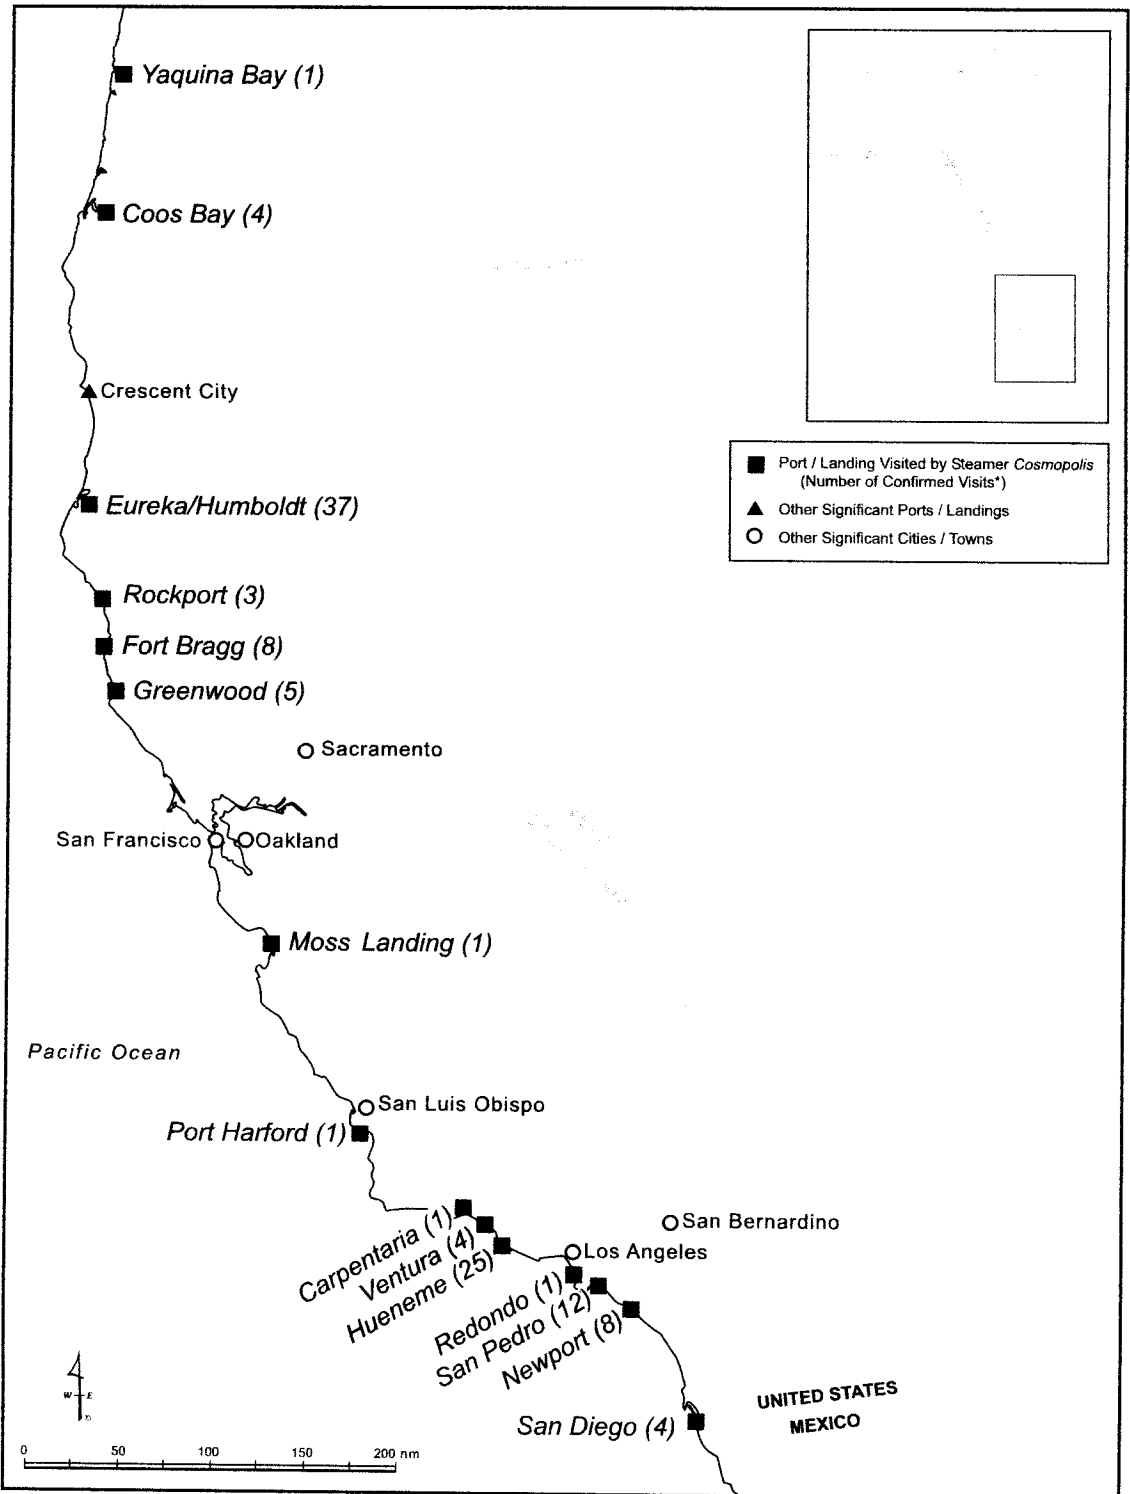 Yaquina Bay (1)
Coos Bay (4)
Crescent City
Port / Landing Visited by Steamer Cosmopolis
(Number of Confirmed Visits*)
Other Significant Ports / Landings
Other Significant Cities / Towns
Eureka/Humboldt (37)
Rockport (3)
Fort Bragg (8)
Greenwood (5)
Sacramento
San Francisco
Oakland
Moss Landing (1)
Pacific Ocean
San Luis Obispo
Port Harford (1)
Carpentaria (1)
Ventura (4)
Hueneme (25)
San Bernardino
Los Angeles
Redondo (1)
San Pedro (12)
Newport (8)
W E
UNITED STATES
MEXICO
San Diego (4)
0 50 100 150 200 nm